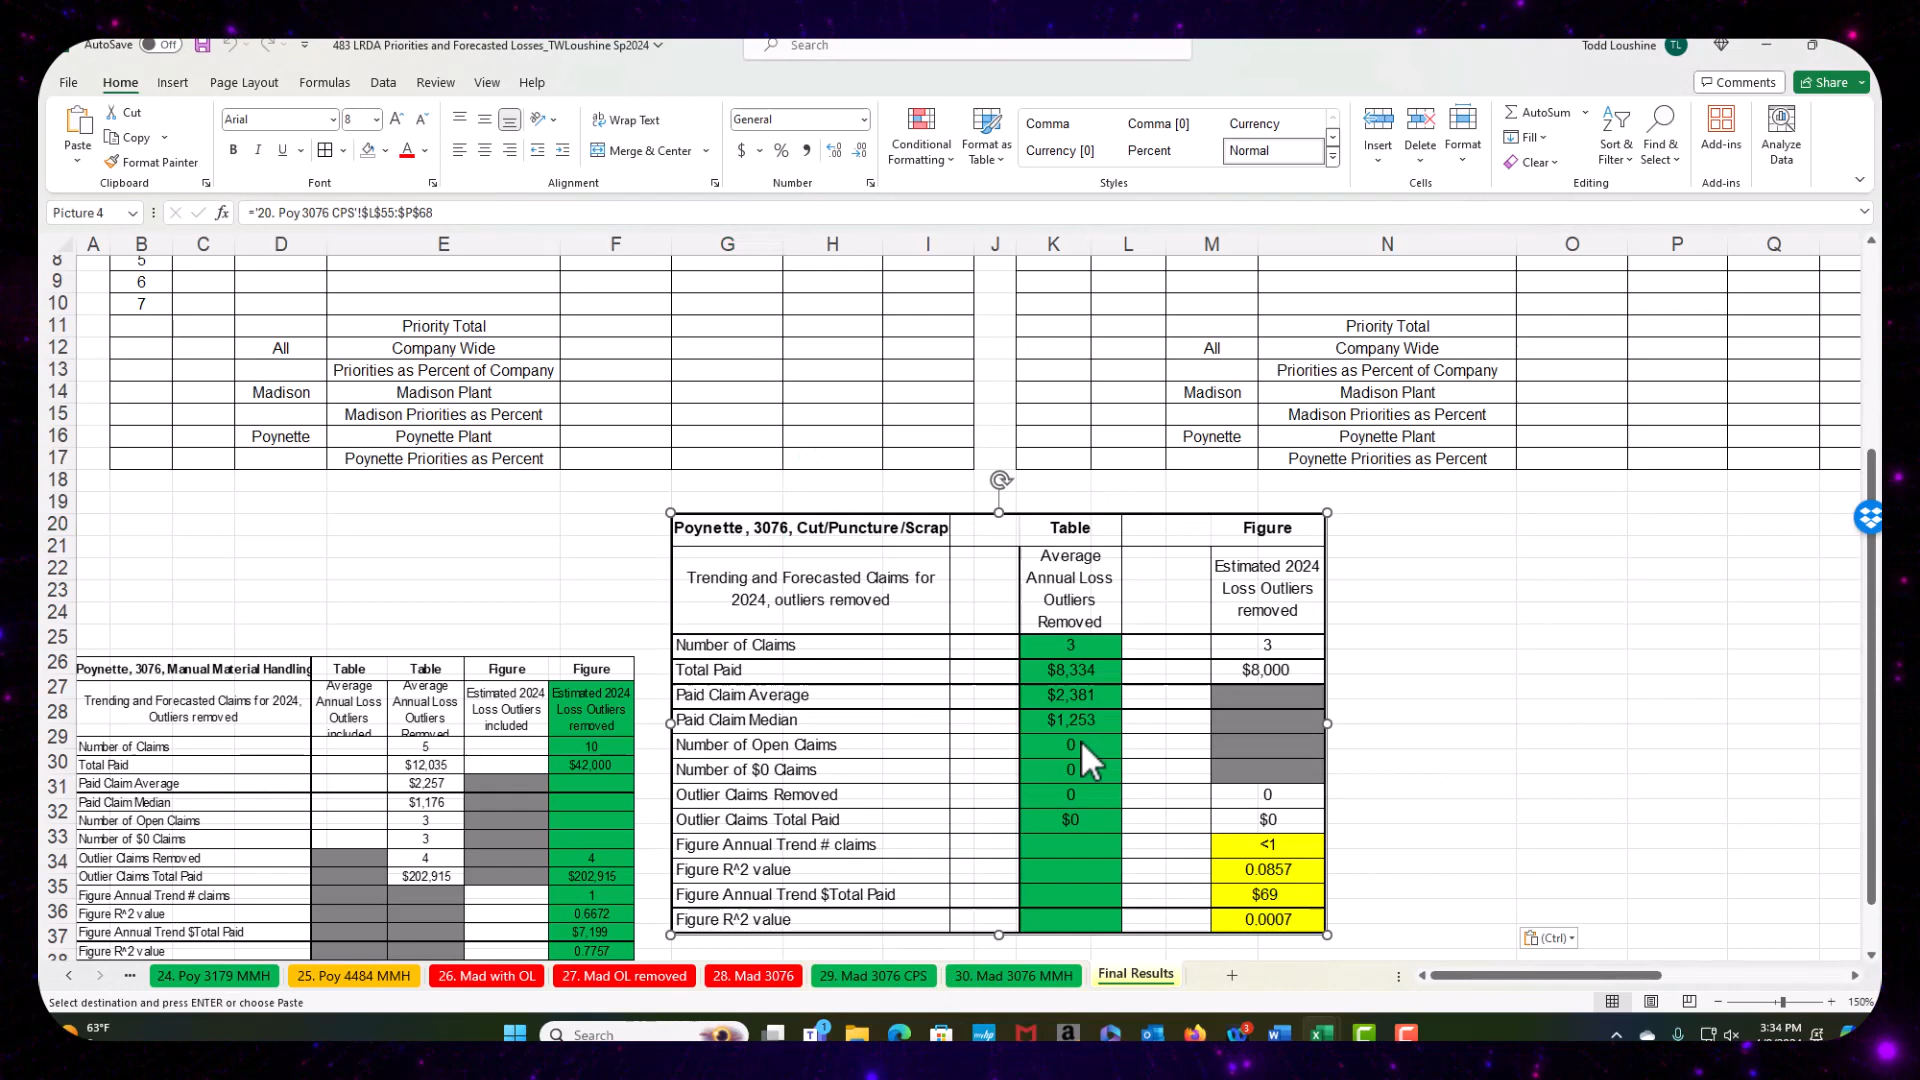 AutoSave Off 483 LRDA Priorities and Forecasted Losses_TWLoushine Sp2024 Search Todd Loushine TL
File Home Insert Page Layout Formulas Data Review View Help Comments Share
Paste Cut Copy Format Painter Clipboard
Arial 8 B I U Font
Wrap Text Merge & Center Alignment
General $ % Number
Conditional Formatting Format as Table
Comma Comma [0] Currency
Currency [0] Percent Normal
Styles
Insert Delete Format Cells
AutoSum Fill Clear Sort & Filter Find & Select Editing
Add-ins Add-ins
Analyze Data
Picture 4 fx ='20. Poy 3076 CPS'!$L$55:$P$68
A B C D E F G H I J K L M N O P Q
8 5
9 6
10 7
11 Priority Total Priority Total
12 All Company Wide All Company Wide
13 Priorities as Percent of Company Priorities as Percent of Company
14 Madison Madison Plant Madison Madison Plant
15 Madison Priorities as Percent Madison Priorities as Percent
16 Poynette Poynette Plant Poynette Poynette Plant
17 Poynette Priorities as Percent Poynette Priorities as Percent
18
19
20
21
22
23
24
25
26
27
28
29
30
31
32
33
34
35
36
37
Poynette, 3076, Cut/Puncture/Scrap Table Figure
Trending and Forecasted Claims for 2024, outliers removed
Average Annual Loss Outliers Removed
Estimated 2024 Loss Outliers removed
Number of Claims 3 3
Total Paid $8,334 $8,000
Paid Claim Average $2,381
Paid Claim Median $1,253
Number of Open Claims 0
Number of $0 Claims 0
Outlier Claims Removed 0 0
Outlier Claims Total Paid $0 $0
Figure Annual Trend # claims <1
Figure R^2 value 0.0857
Figure Annual Trend $Total Paid $69
Figure R^2 value 0.0007
Poynette, 3076, Manual Material Handling Table Table Figure Figure
Trending and Forecasted Claims for 2024, Outliers removed
Average Annual Loss Outliers included
Average Annual Loss Outliers Removed
Estimated 2024 Loss Outliers included
Estimated 2024 Loss Outliers removed
Number of Claims 5 10
Total Paid $12,035 $42,000
Paid Claim Average $2,257
Paid Claim Median $1,176
Number of Open Claims 3
Number of $0 Claims 3
Outlier Claims Removed 4 4
Outlier Claims Total Paid $202,915 $202,915
Figure Annual Trend # claims 1
Figure R^2 value 0.6672
Figure Annual Trend $Total Paid $7,199
Figure R^2 value 0.7757
(Ctrl)
24. Poy 3179 MMH 25. Poy 4484 MMH 26. Mad with OL 27. Mad OL removed 28. Mad 3076 29. Mad 3076 CPS 30. Mad 3076 MMH Final Results
Select destination and press ENTER or choose Paste 150%
63°F Search 3:34 PM